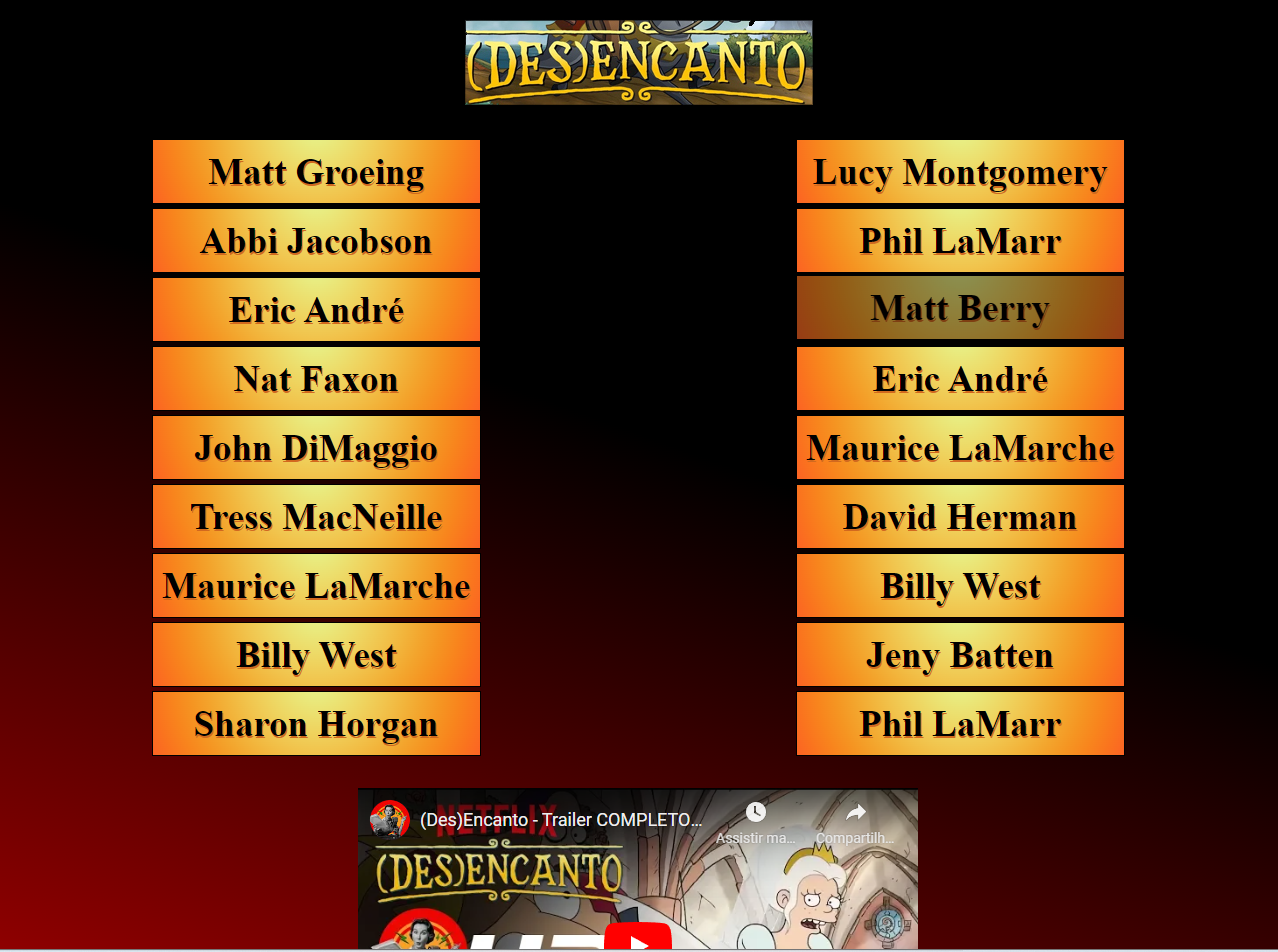 (DES)ENCANTO
Matt Groeing
Abbi Jacobson
Eric André
Nat Faxon
John DiMaggio
Tress MacNeille
Maurice LaMarche
Billy West
Sharon Horgan
Lucy Montgomery
Phil LaMarr
Matt Berry
Eric André
Maurice LaMarche
David Herman
Billy West
Jeny Batten
Phil LaMarr
NETFLIX
(Des)Encanto - Trailer COMPLETO...
Assistir ma...
Compartilh...
(DES)ENCANTO